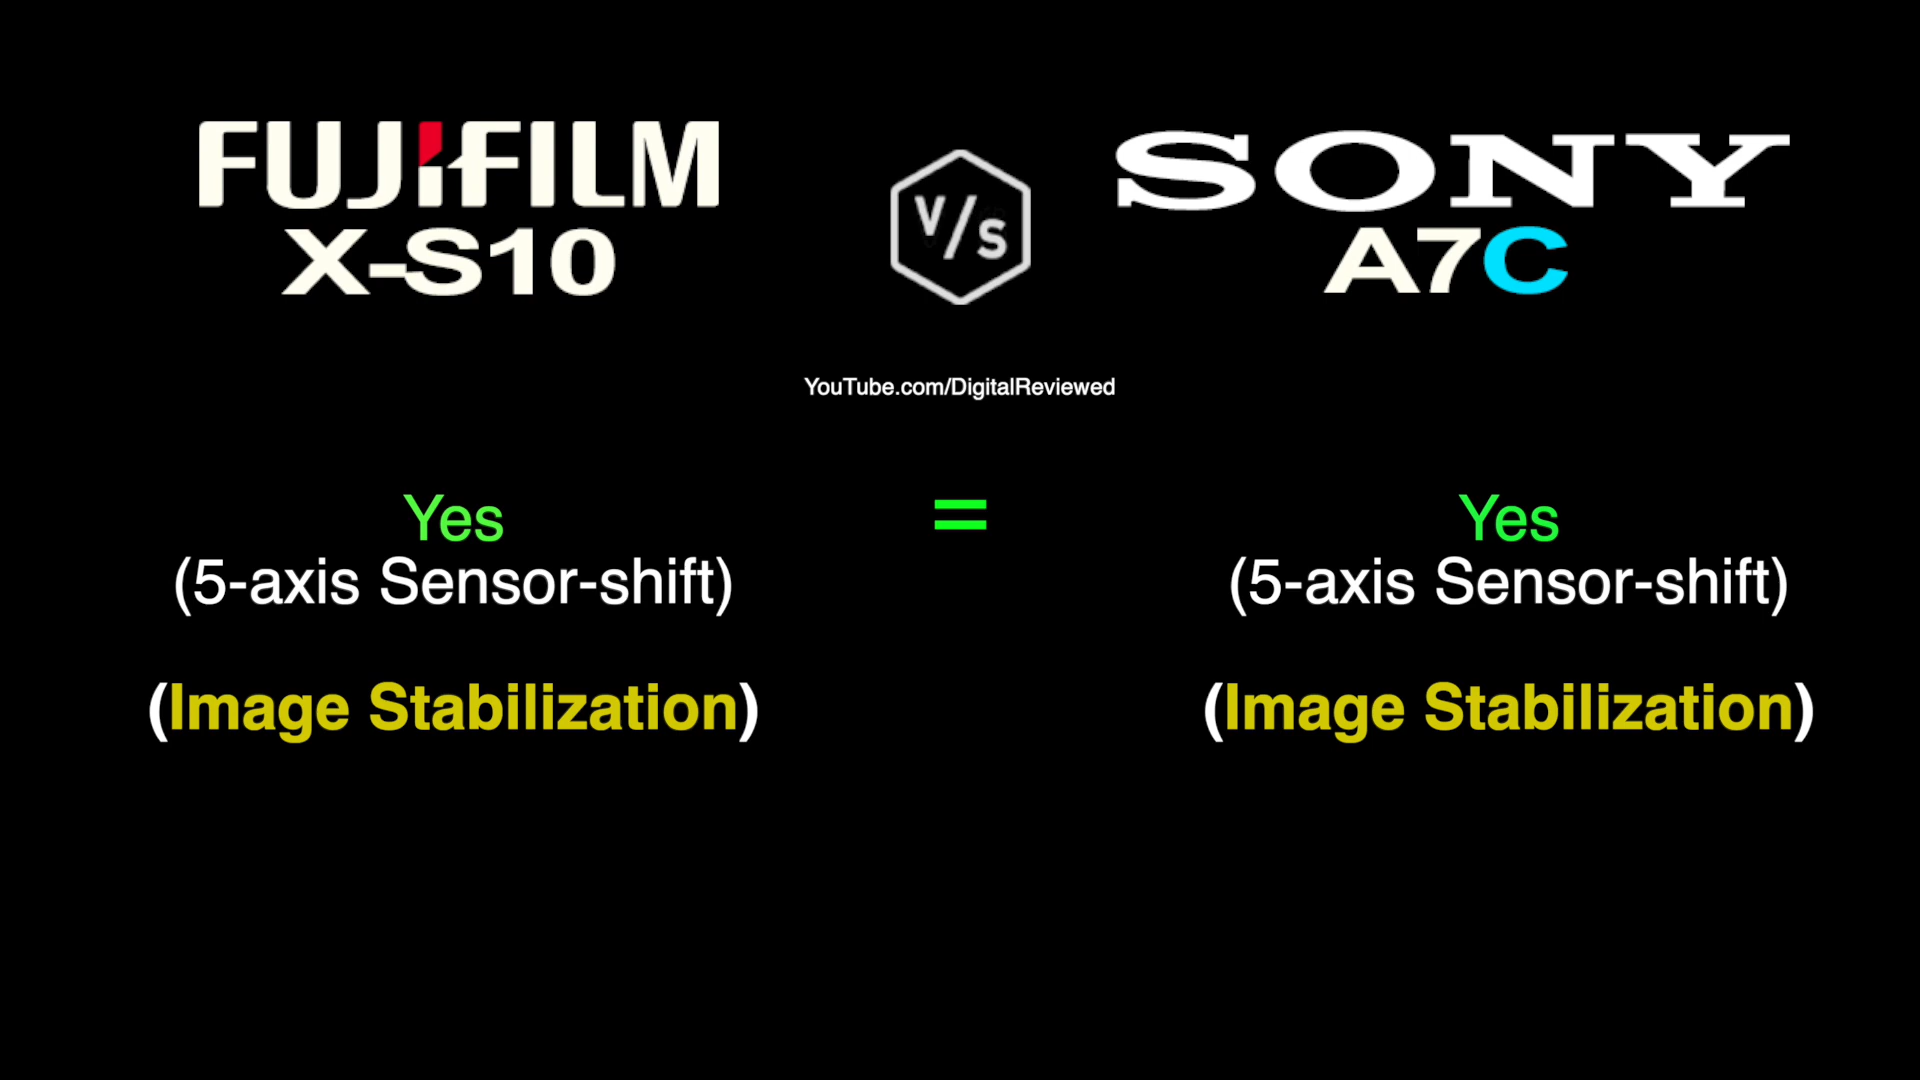 FUJIFILM
X-S10
V/S
SONY
A7C
YouTube.com/DigitalReviewed
Yes
(5-axis Sensor-shift)
(Image Stabilization)
=
Yes
(5-axis Sensor-shift)
(Image Stabilization)